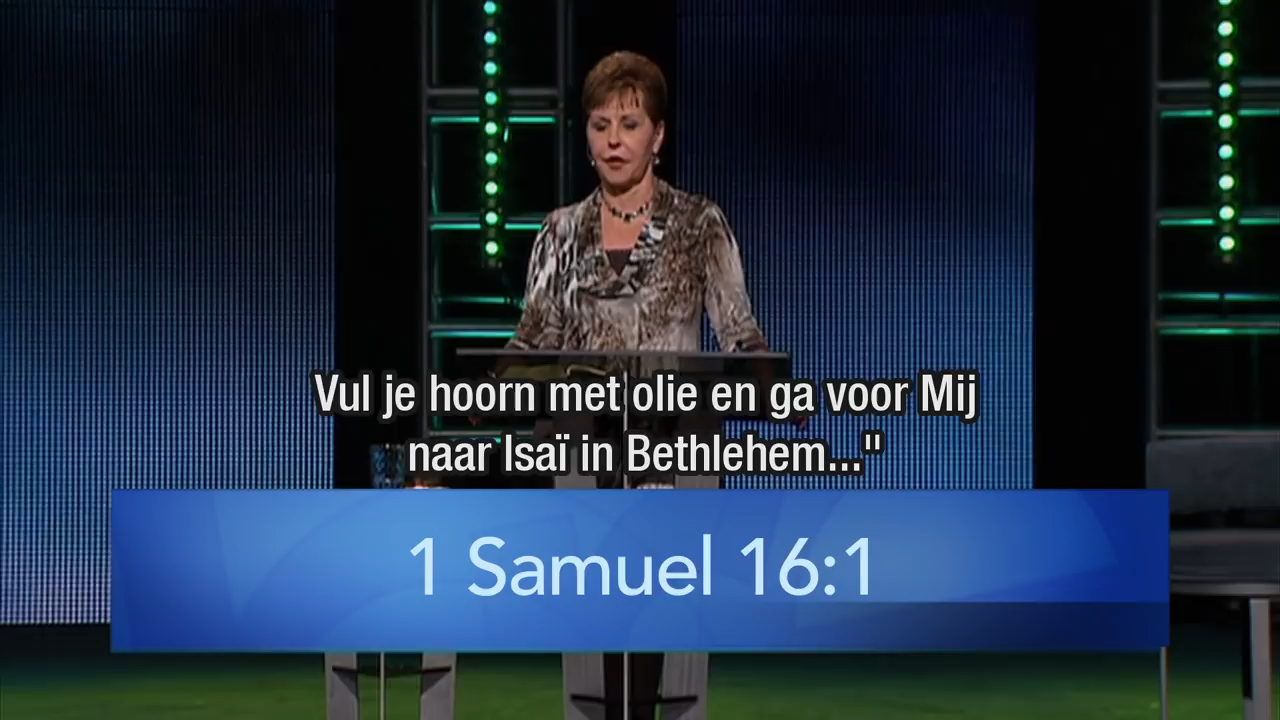 Vul je hoorn met olie en ga voor Mij
naar Isaï in Bethlehem..."
1 Samuel 16:1